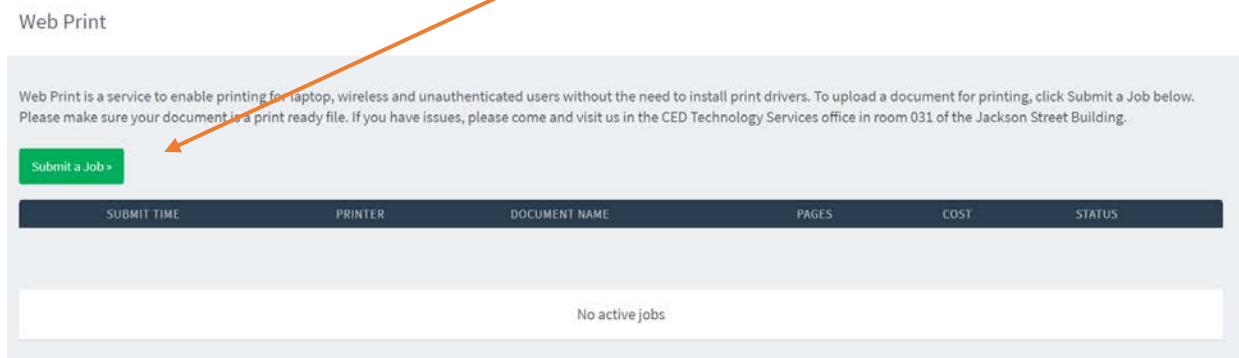 Web Print
Web Print is a service to enable printing for laptop, wireless and unauthenticated users without the need to install print drivers. To upload a document for printing, click Submit a Job below.
Please make sure your document is a print ready file. If you have issues, please come and visit us in the CED Technology Services office in room 031 of the Jackson Street Building.
Submit a Job »
SUBMIT TIME PRINTER DOCUMENT NAME PAGES COST STATUS
No active jobs